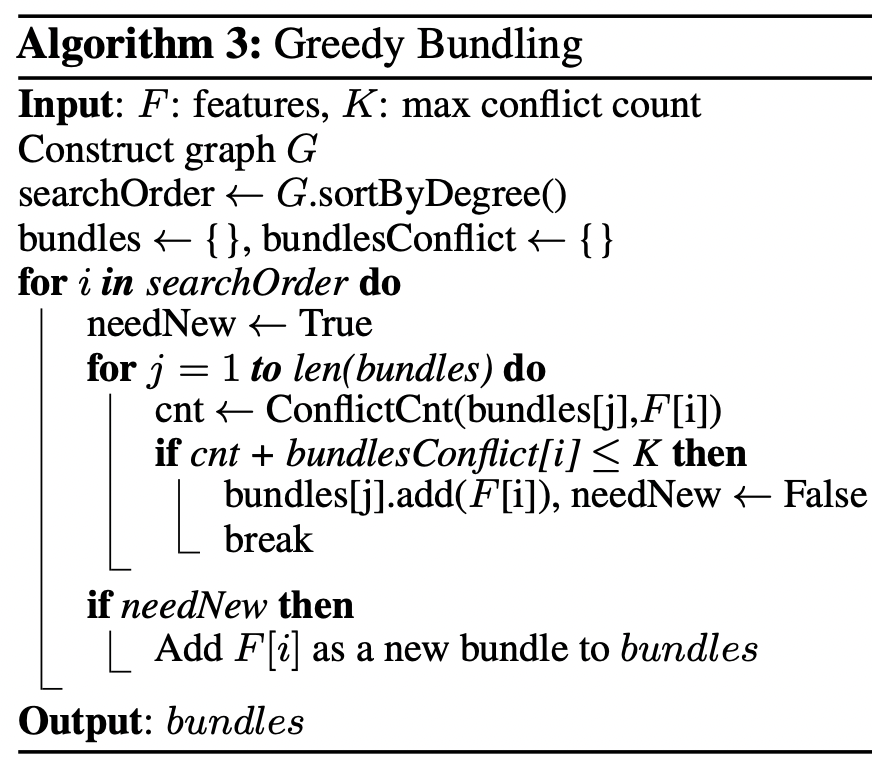 Algorithm 3: Greedy Bundling
Input: F: features, K: max conflict count
Construct graph G
searchOrder ← G.sortByDegree()
bundles ← {}, bundlesConflict ← {}
for i in searchOrder do
needNew ← True
for j = 1 to len(bundles) do
cnt ← ConflictCnt(bundles[j],F[i])
if cnt + bundlesConflict[i] ≤ K then
bundles[j].add(F[i]), needNew ← False
break
if needNew then
Add F[i] as a new bundle to bundles
Output: bundles